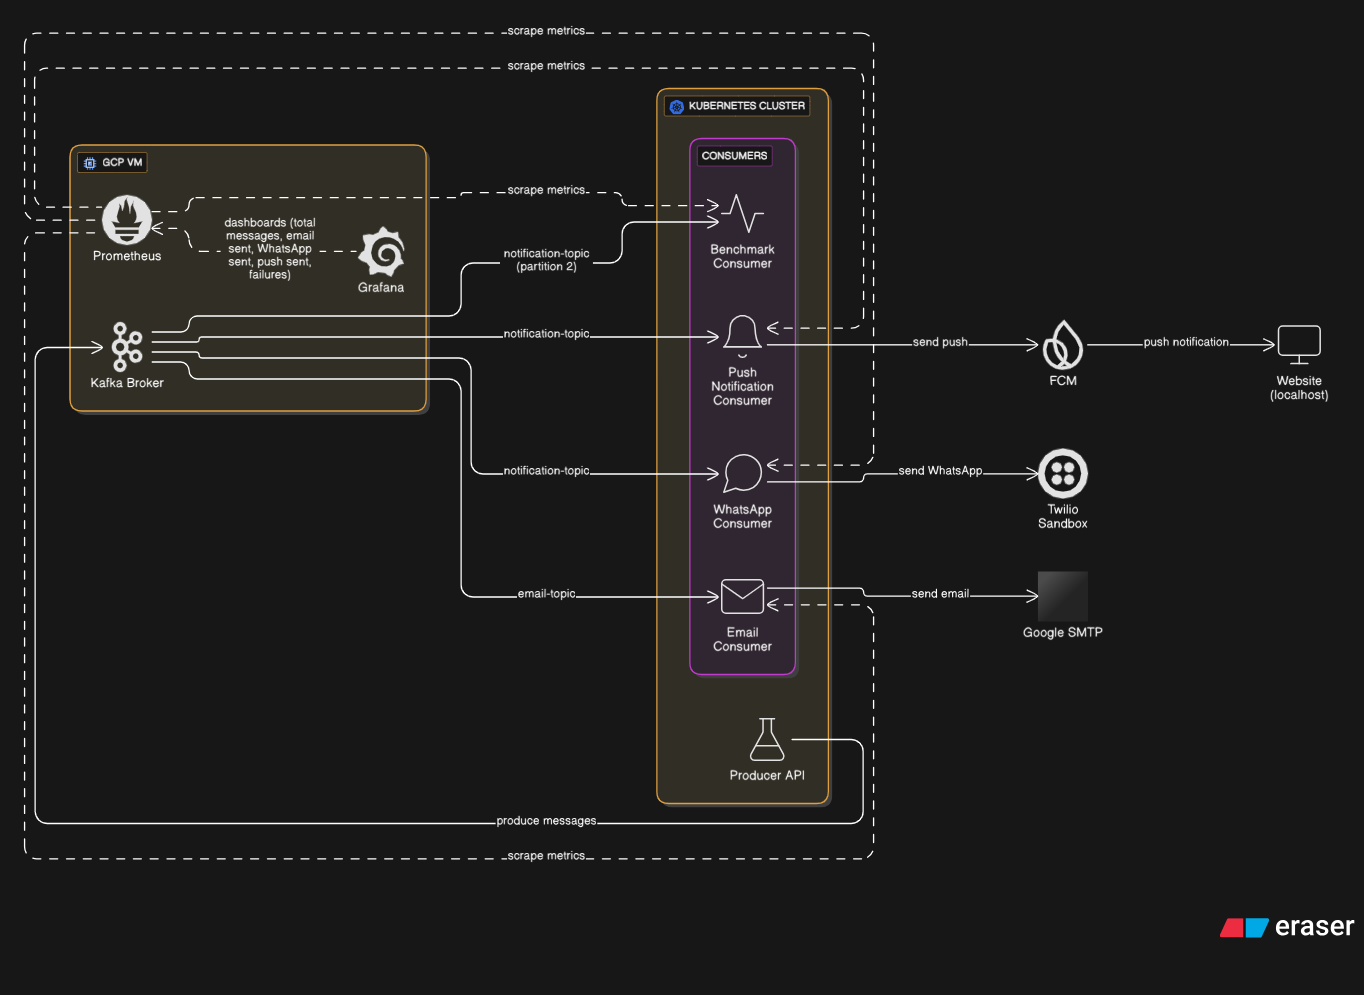 scrape metrics
scrape metrics
KUBERNETES CLUSTER
GCP VM
CONSUMERS
scrape metrics
dashboards (total
messages, email
sent, WhatsApp
sent, push sent,
failures)
Prometheus
Grafana
notification-topic
(partition 2)
Benchmark
Consumer
notification-topic
Kafka Broker
Push
Notification
Consumer
send push
FCM
push notification
Website
(localhost)
notification-topic
WhatsApp
Consumer
send WhatsApp
Twilio
Sandbox
email-topic
Email
Consumer
send email
Google SMTP
Producer API
produce messages
scrape metrics
eraser